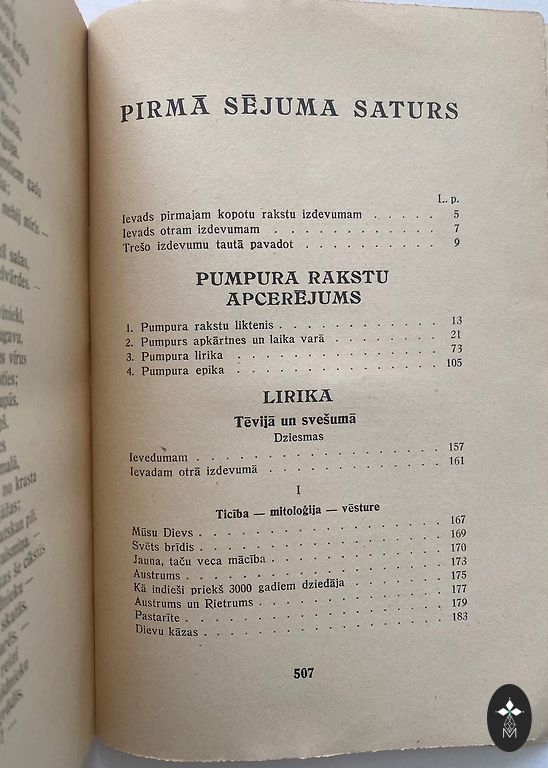 PIRMĀ SĒJUMA SATURS
L. p.
Ievads pirmajam kopotu rakstu izdevumam . . . . . 5
Ievads otram izdevumam . . . . . . . . . . 7
Trešo izdevumu tautā pavadot . . . . . . . . . 9
PUMPURA RAKSTU
APCERĒJUMS
1. Pumpura rakstu liktenis . . . . . . . . . . . 13
2. Pumpurs apkārtnes un laika varā . . . . . . . . 21
3. Pumpura lirika . . . . . . . . . . . . . . 73
4. Pumpura epika . . . . . . . . . . . . . . 105
LIRIKA
Tēvijā un svešumā
Dziesmas
Ievedumam . . . . . . . . . . . . . . . . 157
Ievadam otrā izdevumā . . . . . . . . . . . . 161
I
Ticība — mitoloģija — vēsture
Mūsu Dievs . . . . . . . . . . . . . . . . 167
Svēts brīdis . . . . . . . . . . . . . . . . 169
Jauna, taču veca mācība . . . . . . . . . . . 170
Austrums . . . . . . . . . . . . . . . . . 173
Kā indieši priekš 3000 gadiem dziedāja . . . . . . . 175
Austrums un Rietrums . . . . . . . . . . . . 177
Pastarīte . . . . . . . . . . . . . . . . . 179
Dievu kāzas . . . . . . . . . . . . . . . . 183
507
M